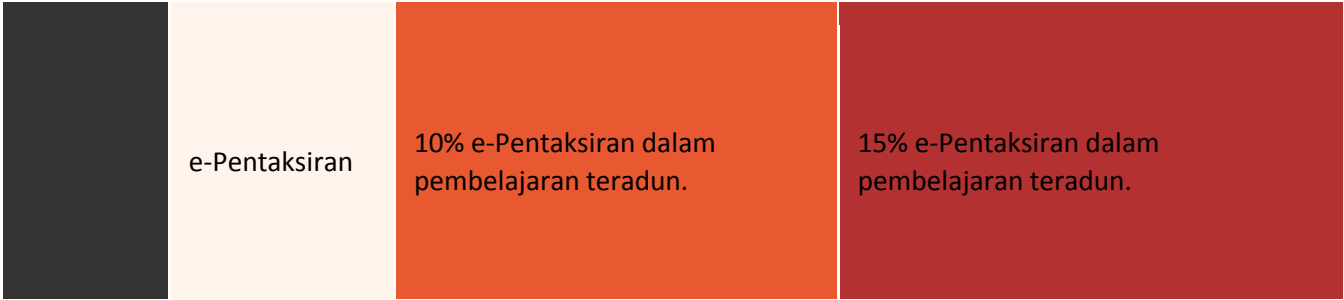 e-Pentaksiran
10% e-Pentaksiran dalam
pembelajaran teradun.
15% e-Pentaksiran dalam
pembelajaran teradun.